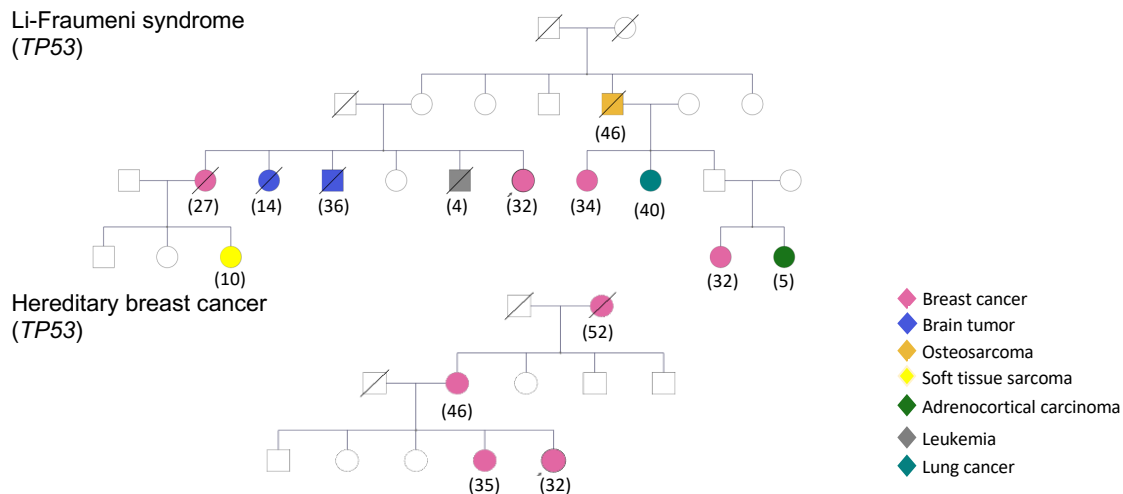 Li-Fraumeni syndrome
(TP53)
(46)
(27) (14) (36) (4) (32) (34) (40)
(10) (32) (5)
Hereditary breast cancer
(TP53)
(52)
(46)
(35) (32)
Breast cancer
Brain tumor
Osteosarcoma
Soft tissue sarcoma
Adrenocortical carcinoma
Leukemia
Lung cancer